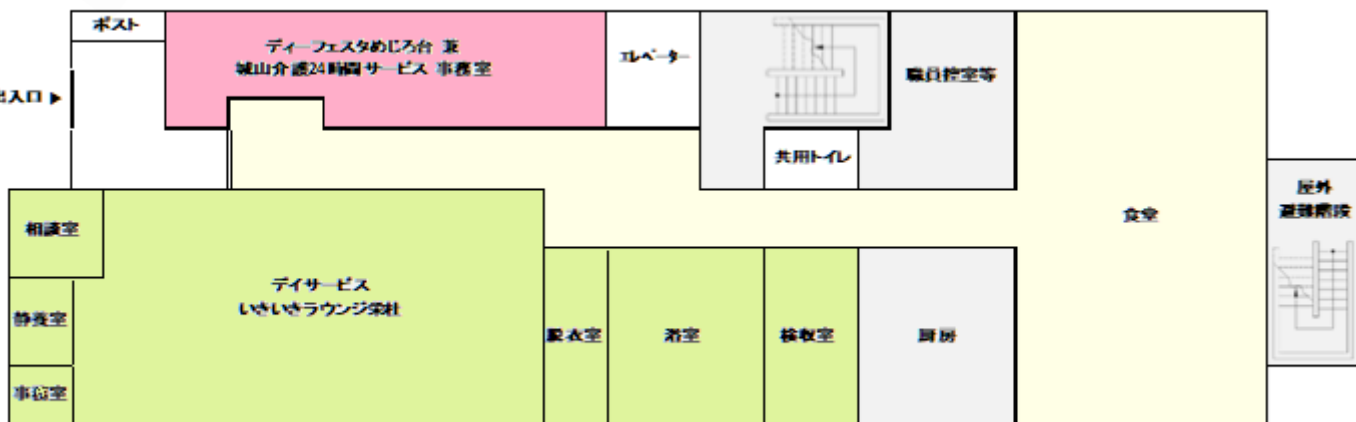 ポスト
ディーフェスタめじろ台 兼
城山介護24時間サービス 事務室
エレベーター
職員控室等
出入口 ▶
共用トイレ
屋外
避難階段
相談室
食堂
デイサービス
いきいきラウンジ栄杜
静養室
脱衣室
浴室
検収室
厨房
事務室